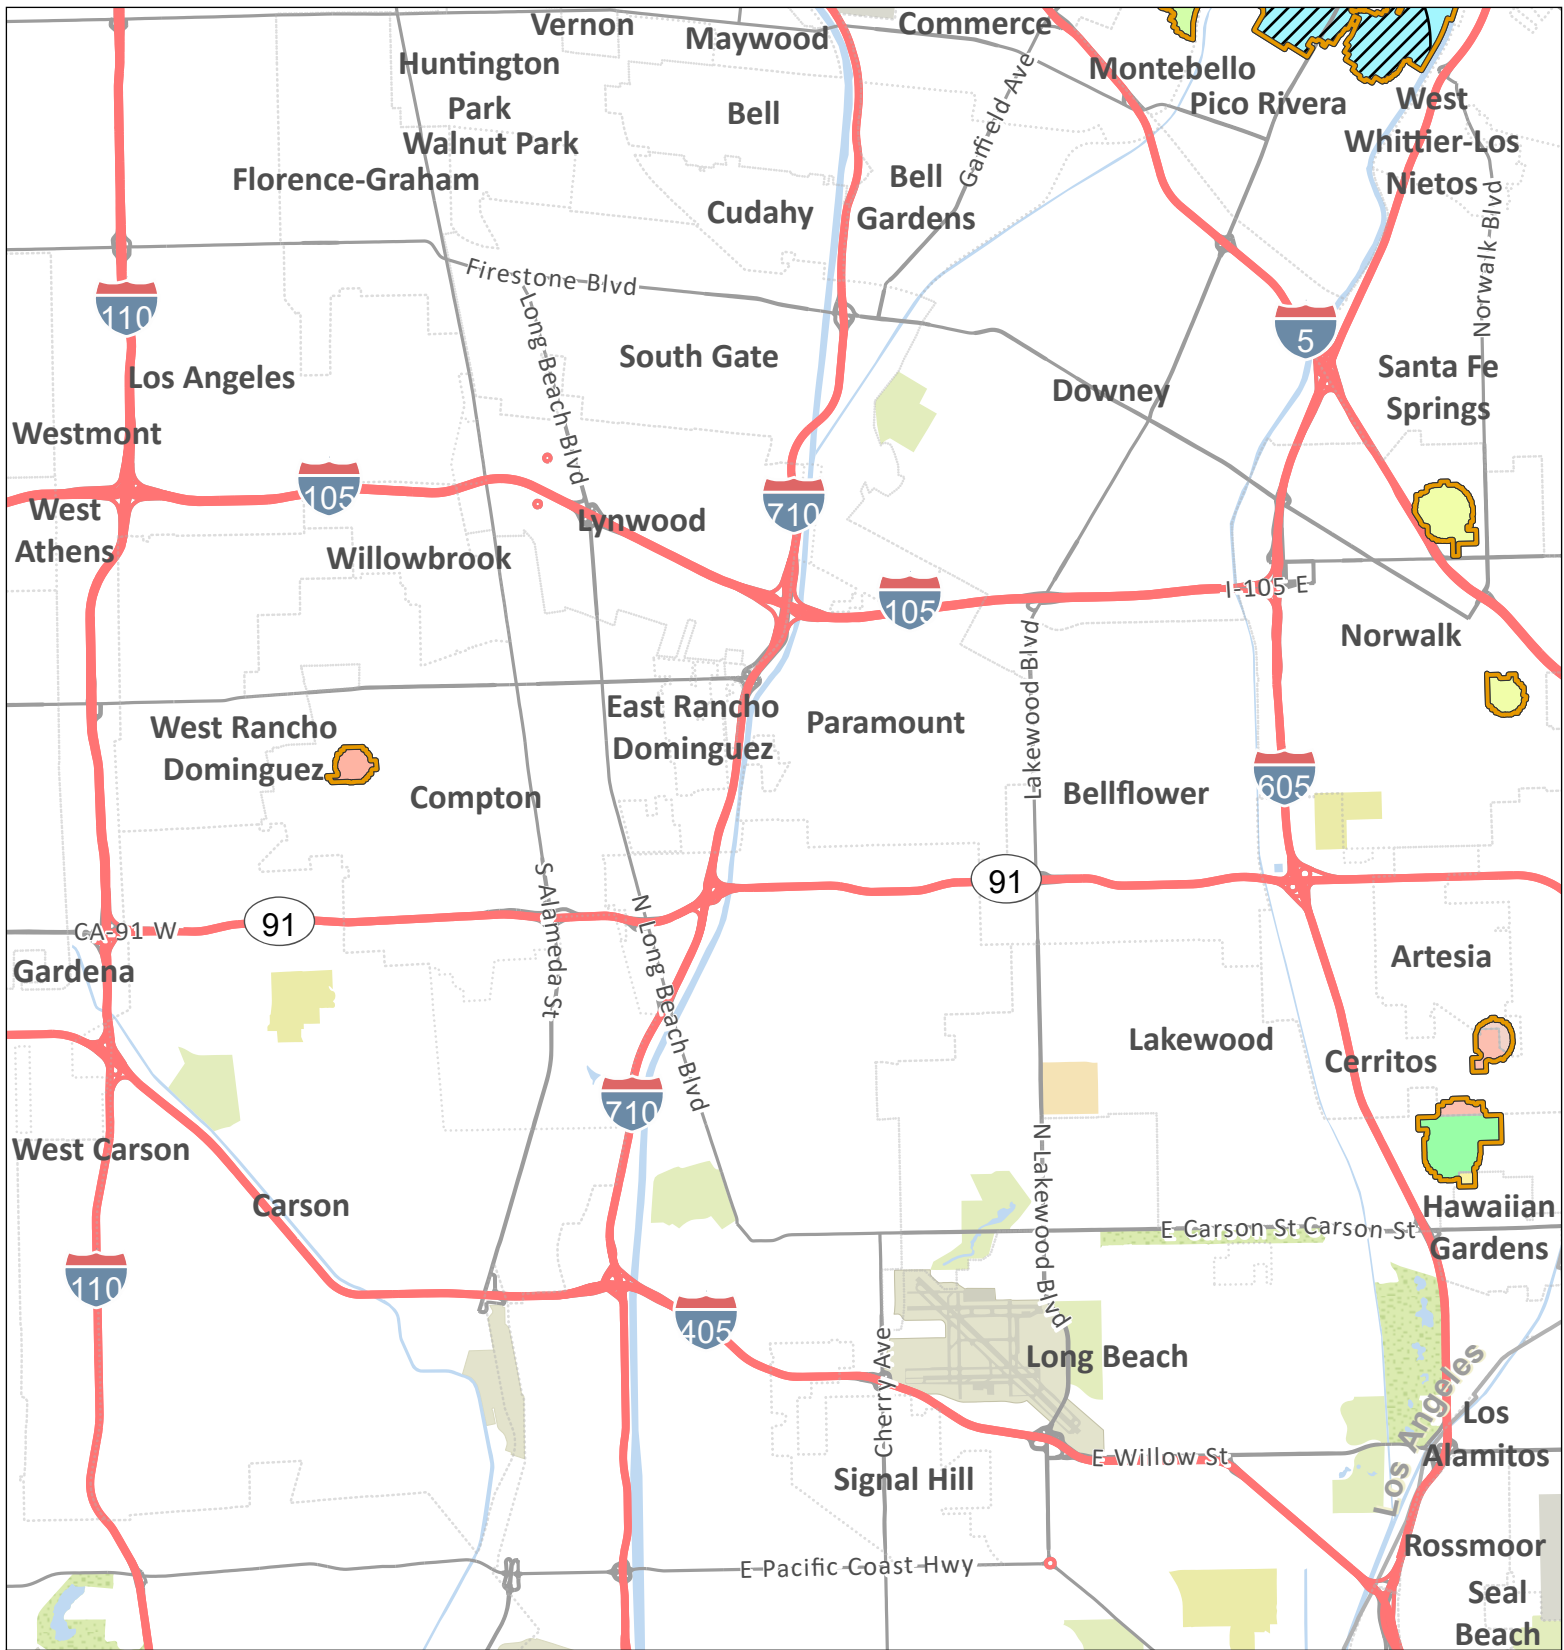 Vernon
Maywood
Commerce
Huntington
Park
Montebello
Pico Rivera
West
Whittier-Los
Nietos
Bell
Walnut Park
Florence-Graham
Garfield Ave
Bell
Gardens
Cudahy
Norwalk-Blvd
Firestone Blvd
110
Long Beach Blvd
South Gate
5
Los Angeles
Downey
Santa Fe
Springs
Westmont
105
710
West
Athens
Lynwood
Willowbrook
105
I-105 E
Norwalk
Lakewood Blvd
East Rancho
Dominguez
Paramount
West Rancho
Dominguez
605
Compton
Bellflower
91
91
CA-91 W
S Alameda St
N Long Beach Blvd
Gardena
Artesia
Lakewood
Cerritos
710
West Carson
N Lakewood Blvd
Carson
E Carson St
Carson St
Hawaiian
Gardens
110
405
Cherry Ave
Long Beach
Los Angeles
Los
Alamitos
E Willow St
Signal Hill
Rossmoor
E Pacific Coast Hwy
Seal
Beach